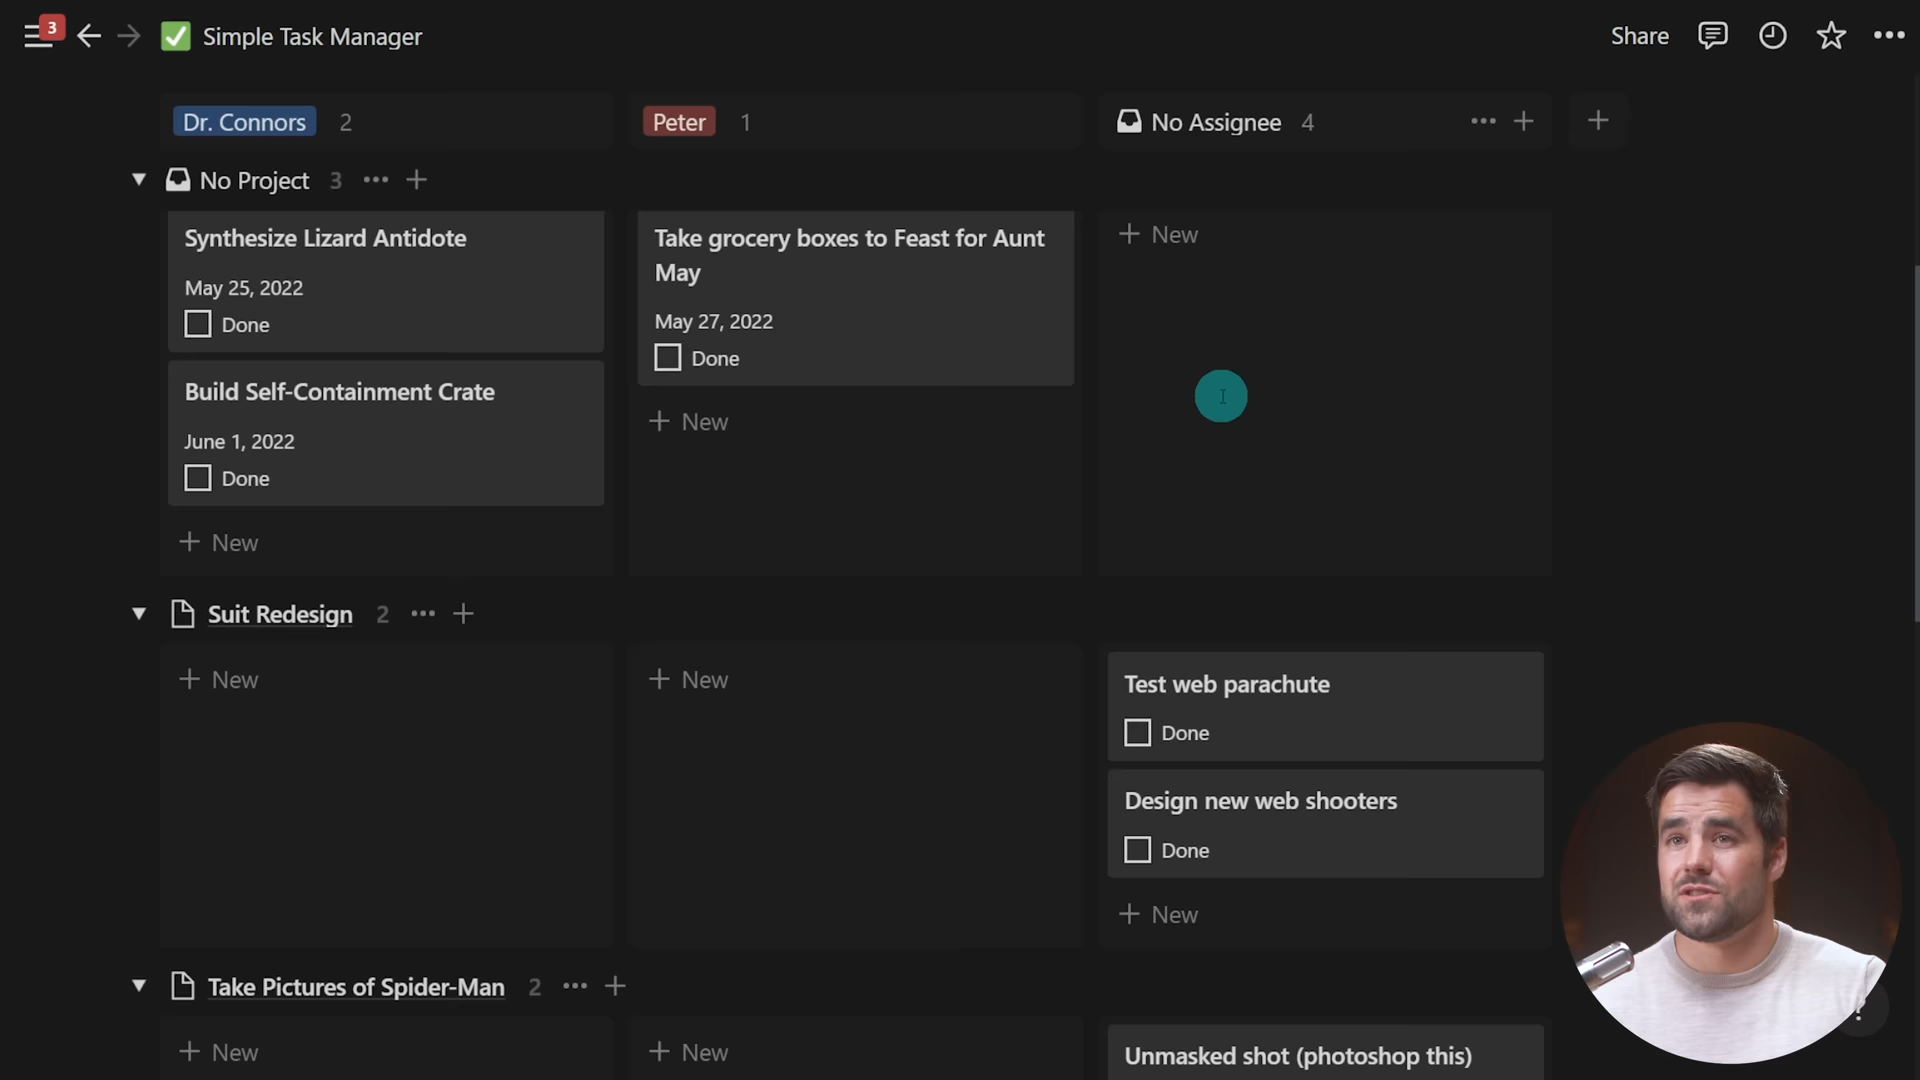 3
Simple Task Manager
Share
Dr. Connors 2
Peter 1
No Assignee 4
No Project 3
Synthesize Lizard Antidote
May 25, 2022
Done
Build Self-Containment Crate
June 1, 2022
Done
New
Take grocery boxes to Feast for Aunt
May
May 27, 2022
Done
New
New
Suit Redesign 2
New
New
Test web parachute
Done
Design new web shooters
Done
New
Take Pictures of Spider-Man 2
New
New
Unmasked shot (photoshop this)
?